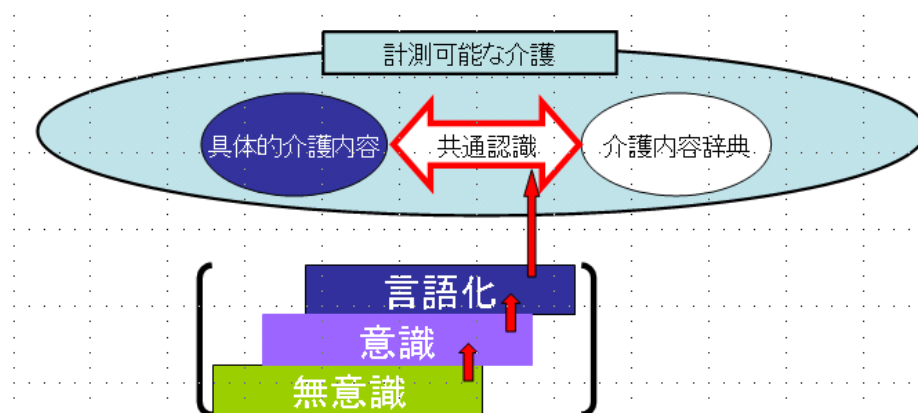 計測可能な介護
具体的介護内容
共通認識
介護内容辞典
言語化
意識
無意識